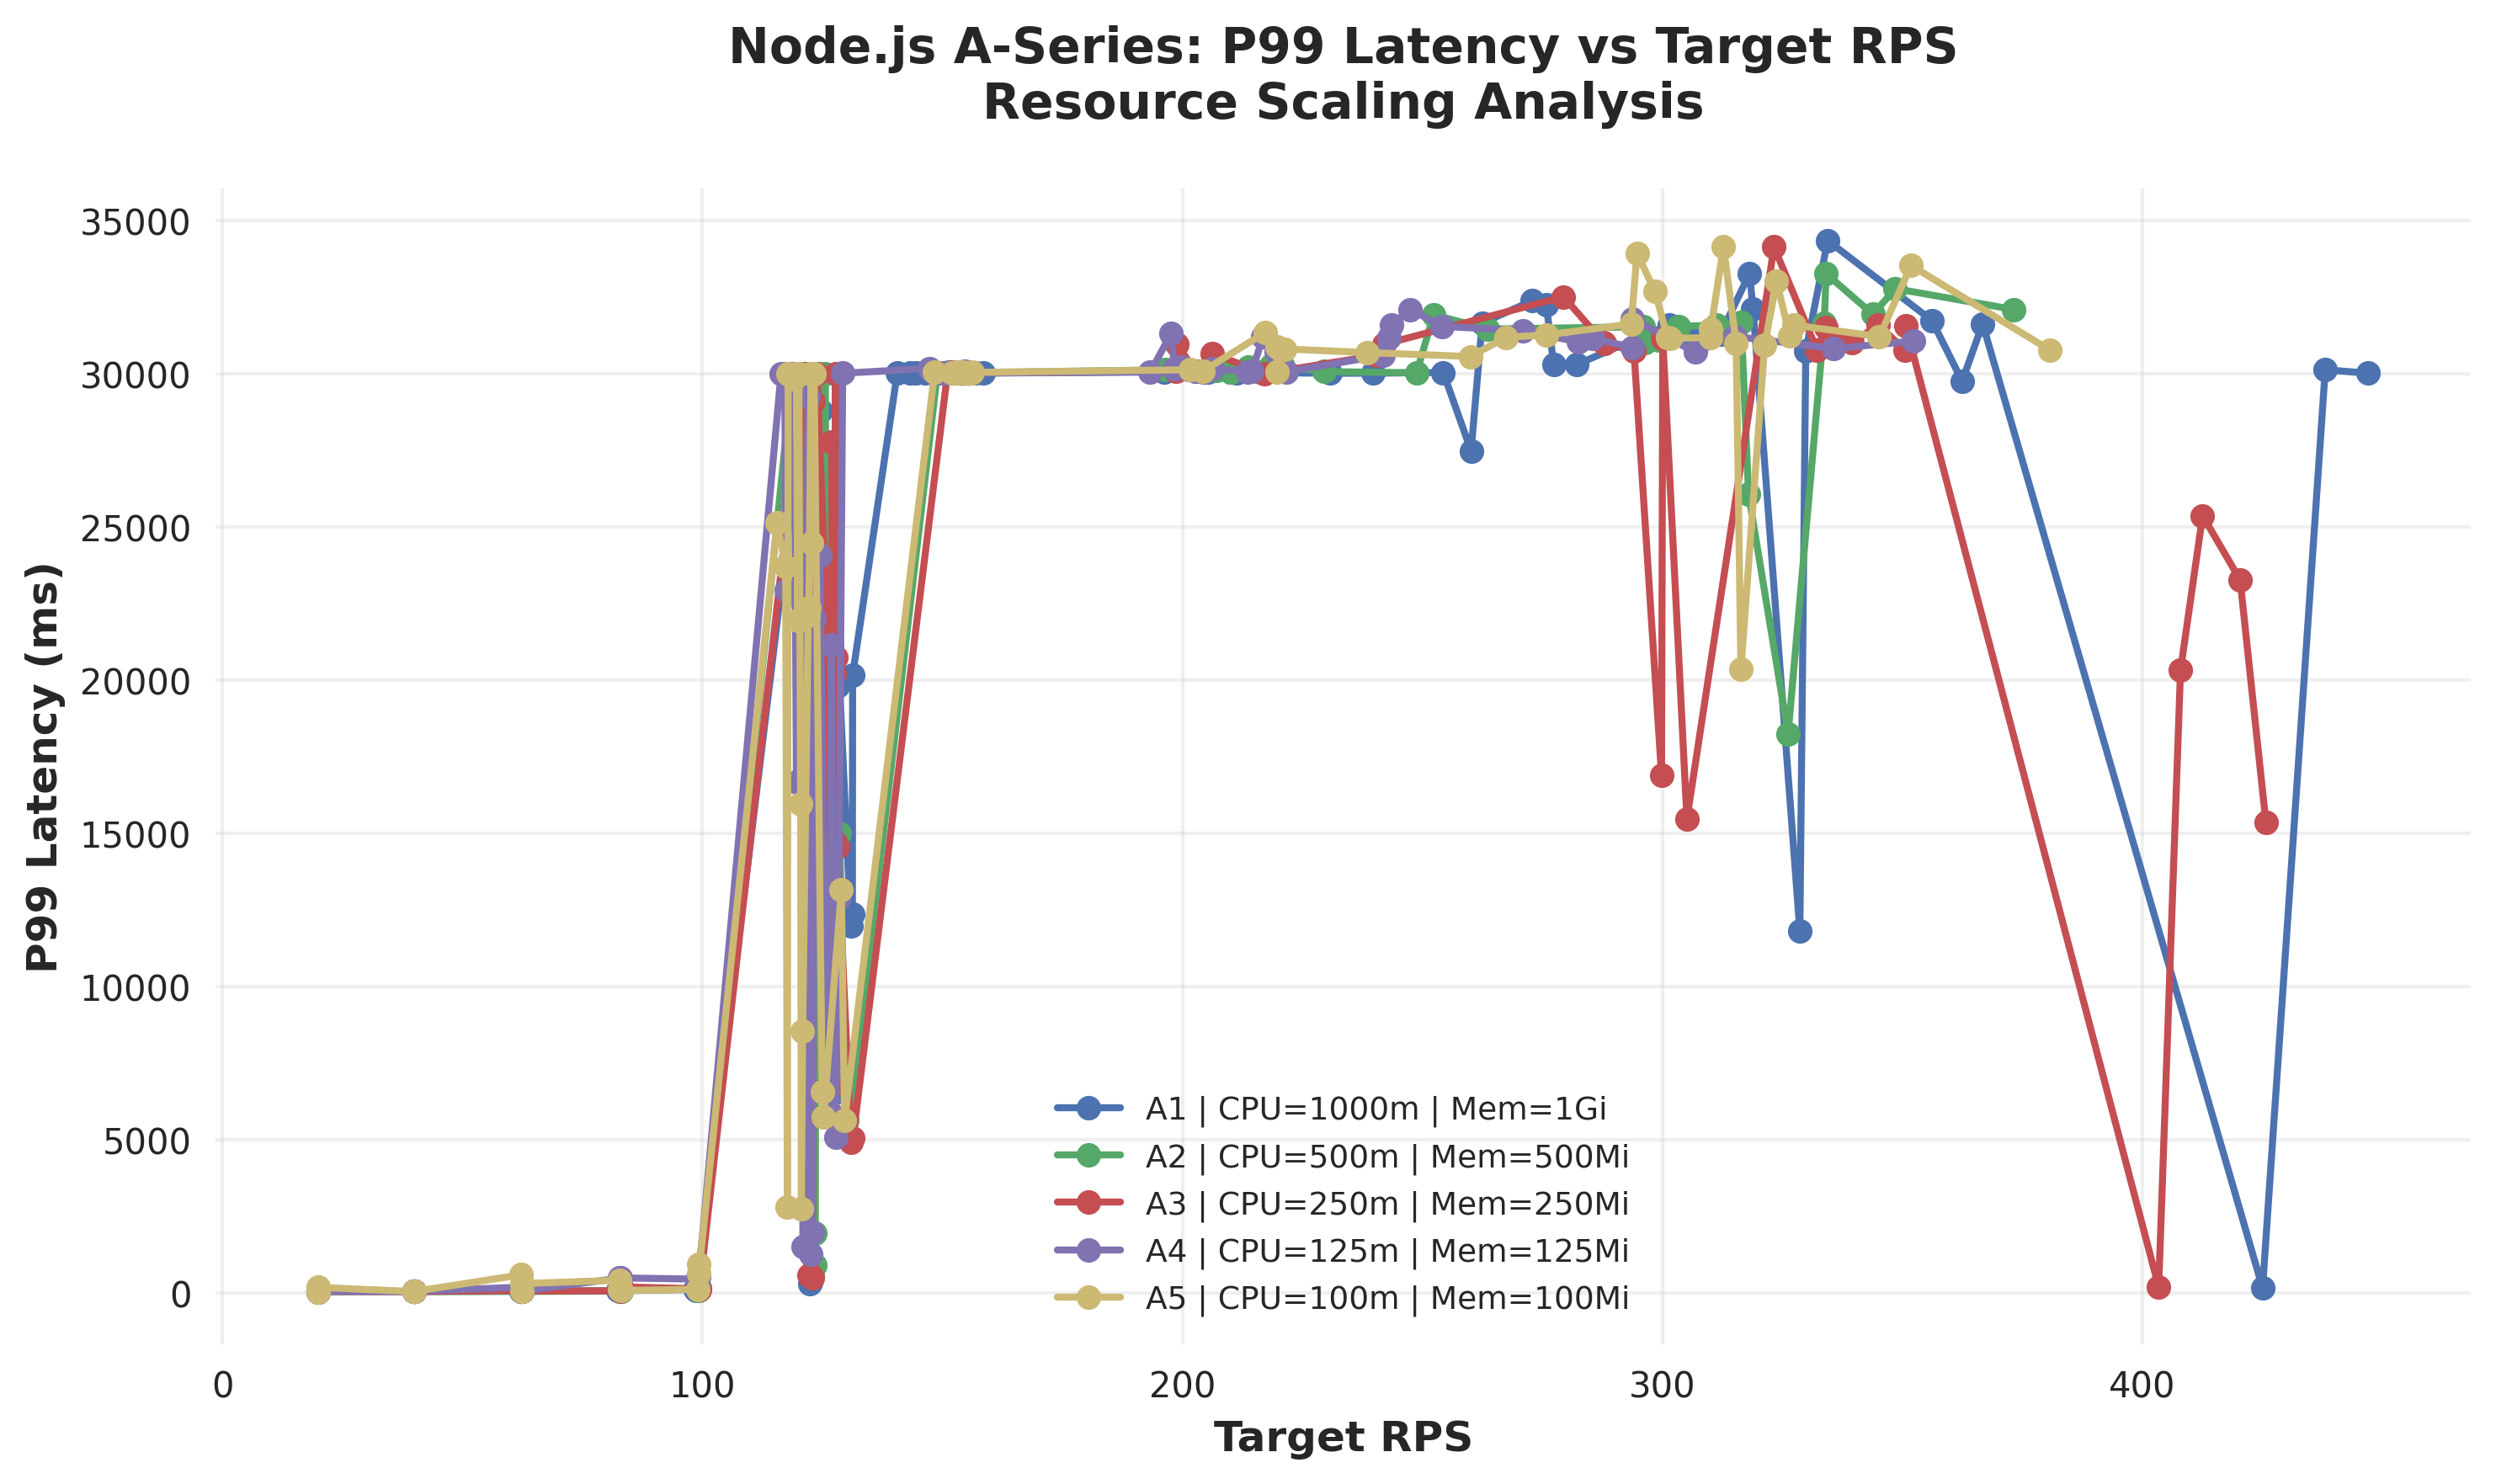 Node.js A-Series: P99 Latency vs Target RPS
Resource Scaling Analysis
P99 Latency (ms)
35000
30000
25000
20000
15000
10000
5000
0
A1 | CPU=1000m | Mem=1Gi
A2 | CPU=500m | Mem=500Mi
A3 | CPU=250m | Mem=250Mi
A4 | CPU=125m | Mem=125Mi
A5 | CPU=100m | Mem=100Mi
0 100 200 300 400
Target RPS